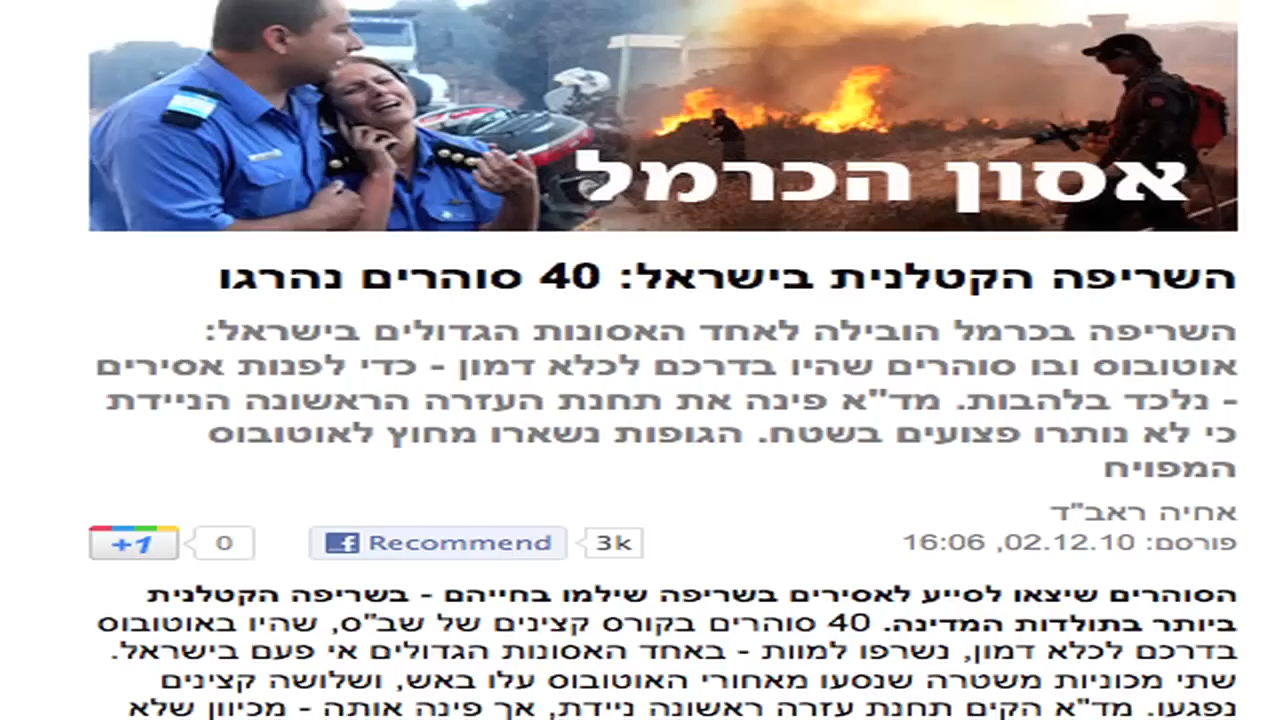 אסון הכרמל
השריפה הקטלנית בישראל: 40 סוהרים נהרגו
השריפה בכרמל הובילה לאחד האסונות הגדולים בישראל:
אוטובוס ובו סוהרים שהיו בדרכם לכלא דמון - כדי לפנות אסירים
- נלכד בלהבות. מד"א פינה את תחנת העזרה הראשונה הניידת
כי לא נותרו פצועים בשטח. הגופות נשארו מחוץ לאוטובוס
המפויח
אחיה ראב"ד
פורסם: 02.12.10, 16:06
+1 0 Recommend 3k
הסוהרים שיצאו לסייע לאסירים בשריפה שילמו בחייהם - בשריפה הקטלנית
ביותר בתולדות המדינה. 40 סוהרים בקורס קצינים של שב"ס, שהיו באוטובוס
בדרכם לכלא דמון, נשרפו למוות - באחד האסונות הגדולים אי פעם בישראל.
שתי מכוניות משטרה שנסעו מאחורי האוטובוס עלו באש, ושלושה קצינים
נפגעו. מד"א הקים תחנת עזרה ראשונה ניידת, אך פינה אותה - מכיוון שלא